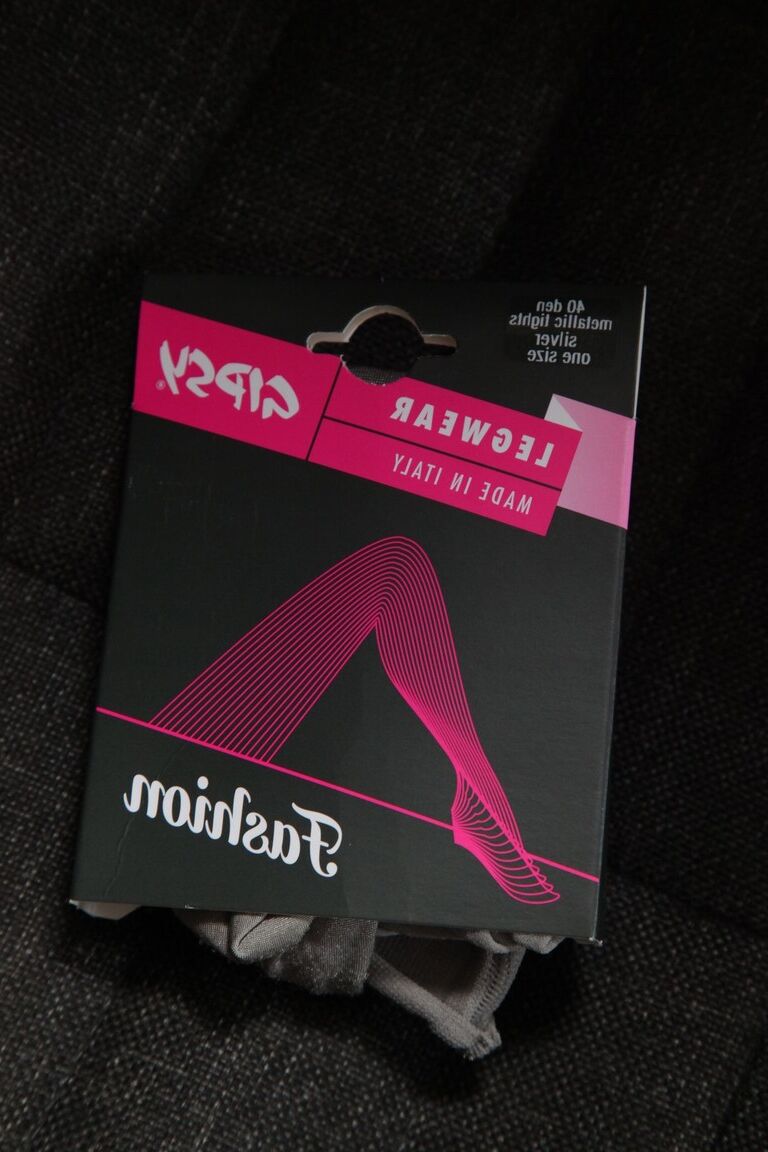 40 den
metallic tights
silver
one size
GIPSY®
LEGWEAR
MADE IN ITALY
Fashion